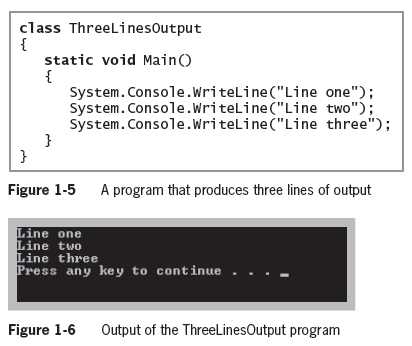 class ThreeLinesOutput
{
static void Main()
{
System.Console.WriteLine("Line one");
System.Console.WriteLine("Line two");
System.Console.WriteLine("Line three");
}
}
Figure 1-5 A program that produces three lines of output
Line one
Line two
Line three
Press any key to continue . . . _
Figure 1-6 Output of the ThreeLinesOutput program